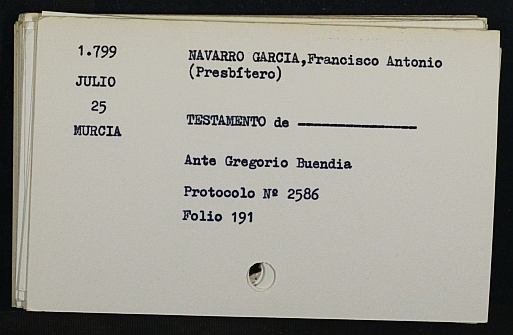 1.799
JULIO
25
MURCIA
NAVARRO GARCIA,Francisco Antonio
(Presbítero)
TESTAMENTO de
Ante Gregorio Buendia
Protocolo Nº 2586
Folio 191